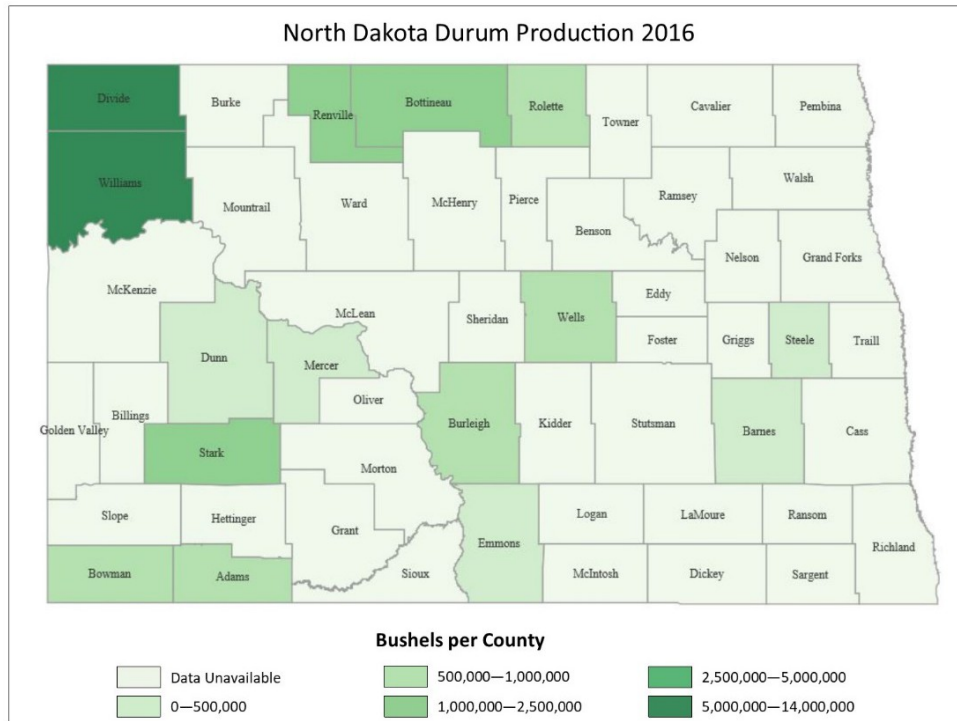 North Dakota Durum Production 2016
Divide
Burke
Renville
Bottineau
Rolette
Towner
Cavalier
Pembina
Williams
Mountrail
Ward
McHenry
Pierce
Benson
Ramsey
Walsh
Nelson
Grand Forks
McKenzie
McLean
Sheridan
Wells
Eddy
Foster
Griggs
Steele
Traill
Dunn
Mercer
Oliver
Golden Valley
Billings
Stark
Morton
Burleigh
Kidder
Stutsman
Barnes
Cass
Slope
Hettinger
Grant
Emmons
Logan
LaMoure
Ransom
Richland
Bowman
Adams
Sioux
McIntosh
Dickey
Sargent
Bushels per County
Data Unavailable
0—500,000
500,000—1,000,000
1,000,000—2,500,000
2,500,000—5,000,000
5,000,000—14,000,000